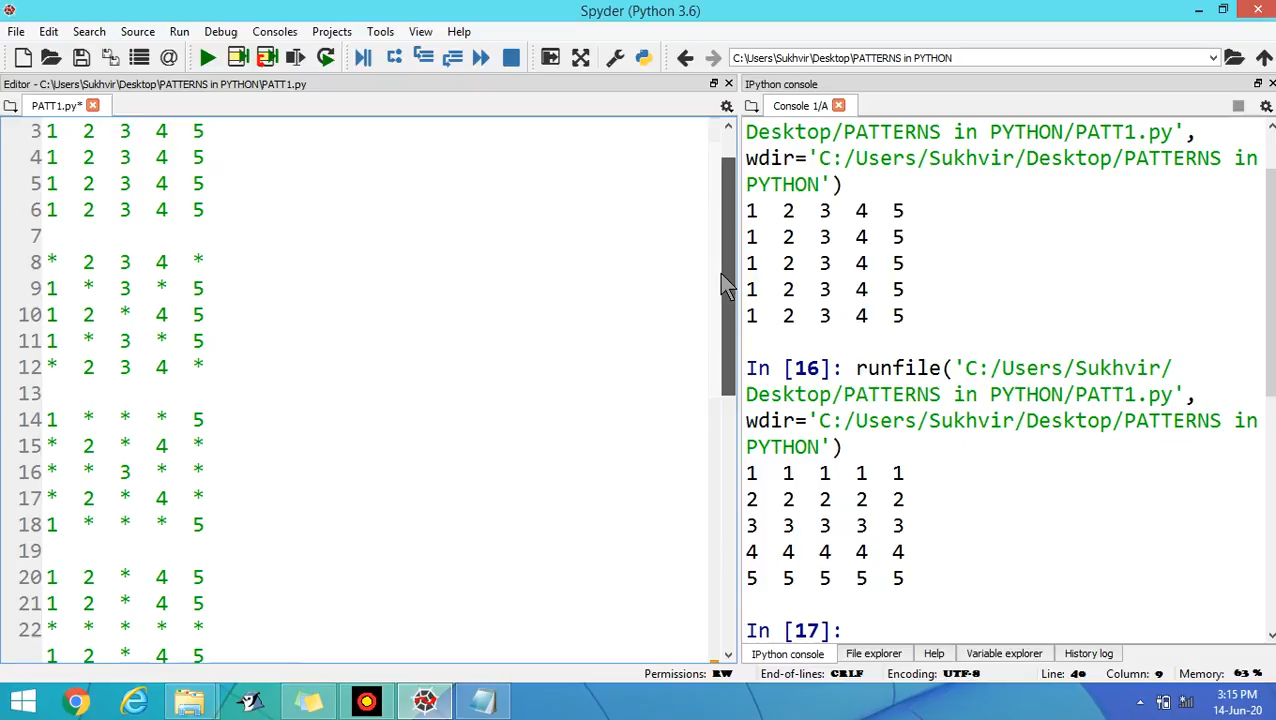 Spyder (Python 3.6)
File Edit Search Source Run Debug Consoles Projects Tools View Help
C:\Users\Sukhvir\Desktop\PATTERNS in PYTHON
Editor - C:\Users\Sukhvir\Desktop\PATTERNS in PYTHON\PATT1.py
PATT1.py*
3 1 2 3 4 5
4 1 2 3 4 5
5 1 2 3 4 5
6 1 2 3 4 5
7
8 * 2 3 4 *
9 1 * 3 * 5
10 1 2 * 4 5
11 1 * 3 * 5
12 * 2 3 4 *
13
14 1 * * * 5
15 * 2 * 4 *
16 * * 3 * *
17 * 2 * 4 *
18 1 * * * 5
19
20 1 2 * 4 5
21 1 2 * 4 5
22 * * * * *
1 2 * 4 5
IPython console
Console 1/A
Desktop/PATTERNS in PYTHON/PATT1.py',
wdir='C:/Users/Sukhvir/Desktop/PATTERNS in
PYTHON')
1 2 3 4 5
1 2 3 4 5
1 2 3 4 5
1 2 3 4 5
1 2 3 4 5
In [16]: runfile('C:/Users/Sukhvir/
Desktop/PATTERNS in PYTHON/PATT1.py',
wdir='C:/Users/Sukhvir/Desktop/PATTERNS in
PYTHON')
1 1 1 1 1
2 2 2 2 2
3 3 3 3 3
4 4 4 4 4
5 5 5 5 5
In [17]:
IPython console File explorer Help Variable explorer History log
Permissions: RW End-of-lines: CRLF Encoding: UTF-8 Line: 40 Column: 9 Memory: 63 %
3:15 PM
14-Jun-20